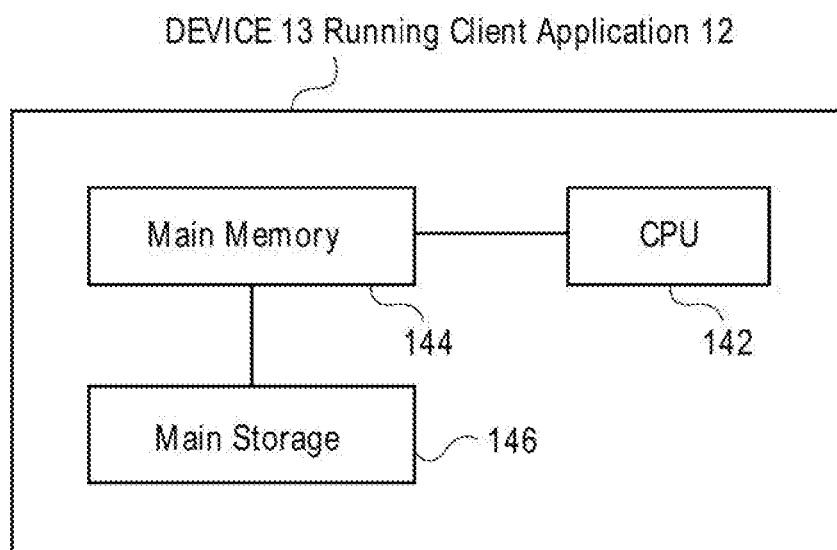 DEVICE 13 Running Client Application 12
Main Memory
CPU
144
142
Main Storage
146